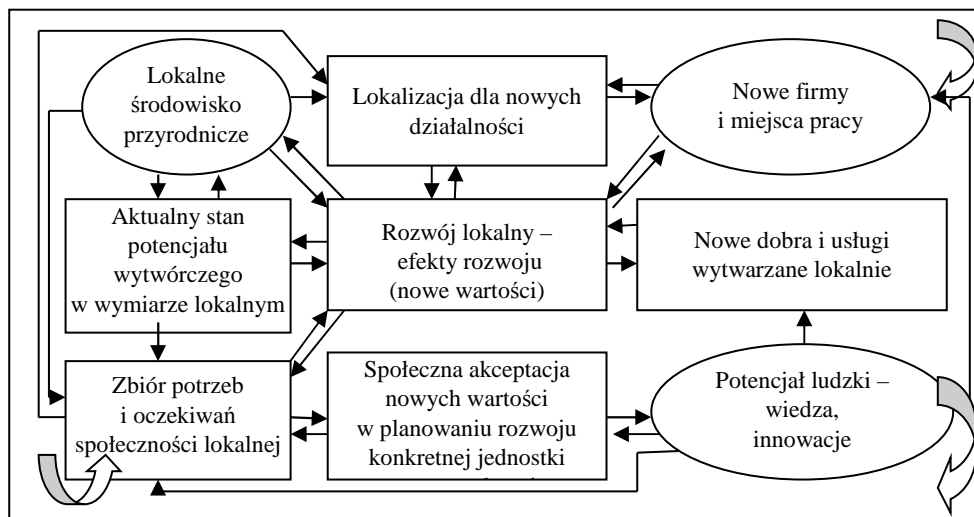 Lokalne
środowisko
przyrodnicze
Lokalizacja dla nowych
działalności
Nowe firmy
i miejsca pracy
Aktualny stan
potencjału
wytwórczego
w wymiarze lokalnym
Rozwój lokalny –
efekty rozwoju
(nowe wartości)
Nowe dobra i usługi
wytwarzane lokalnie
Zbiór potrzeb
i oczekiwań
społeczności lokalnej
Społeczna akceptacja
nowych wartości
w planowaniu rozwoju
konkretnej jednostki
Potencjał ludzki –
wiedza,
innowacje